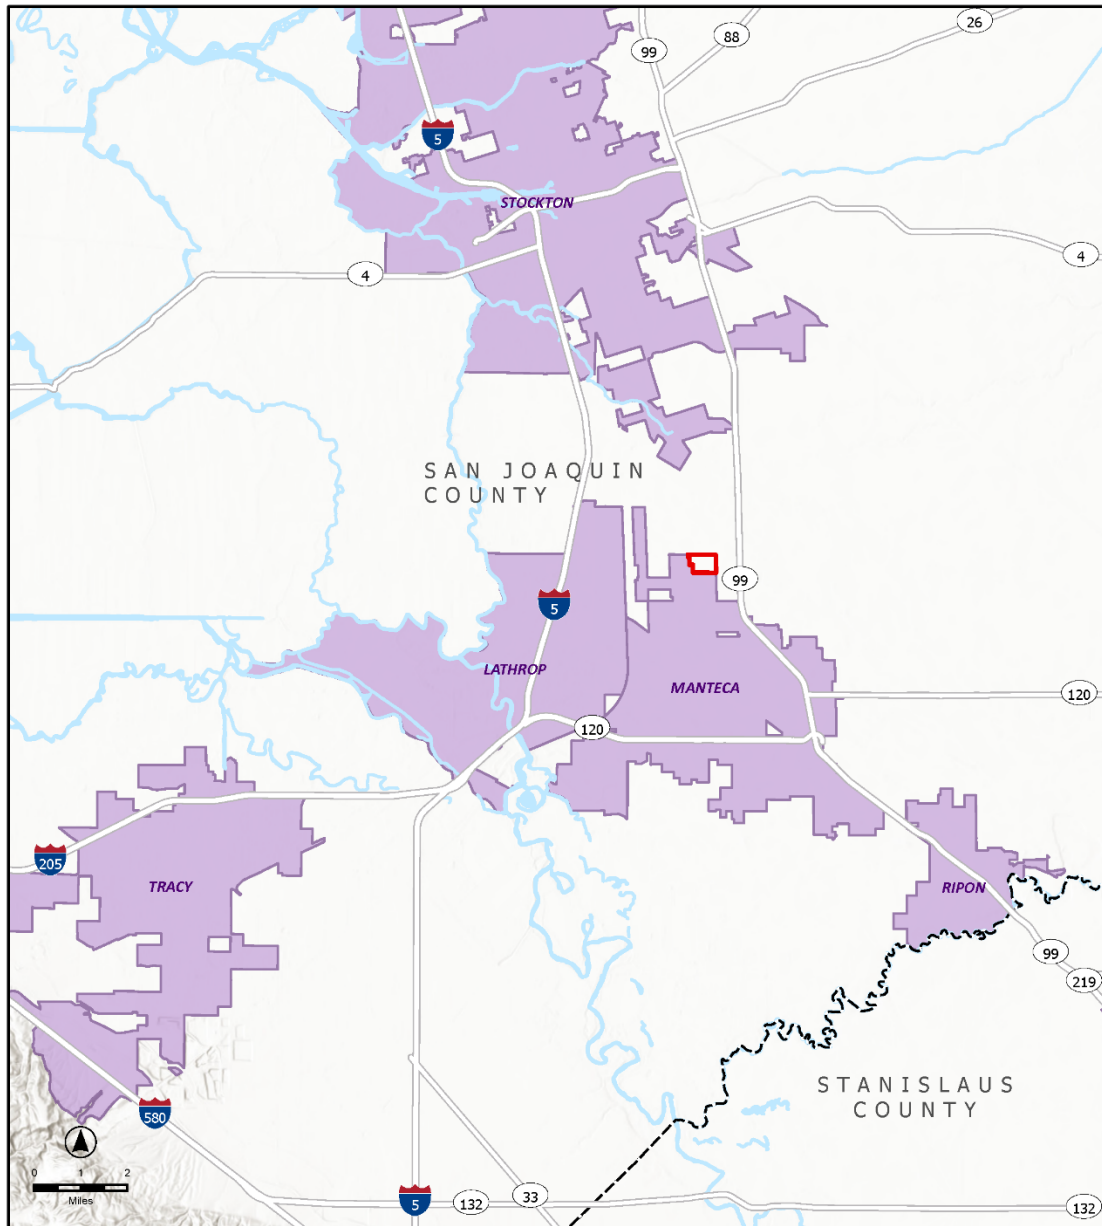 26
88
99
5
STOCKTON
4
4
SAN JOAQUIN
COUNTY
99
5
LATHROP
MANTECA
120
120
205
TRACY
RIPON
99
219
STANISLAUS
COUNTY
580
0 1 2
Miles
5
132
33
132